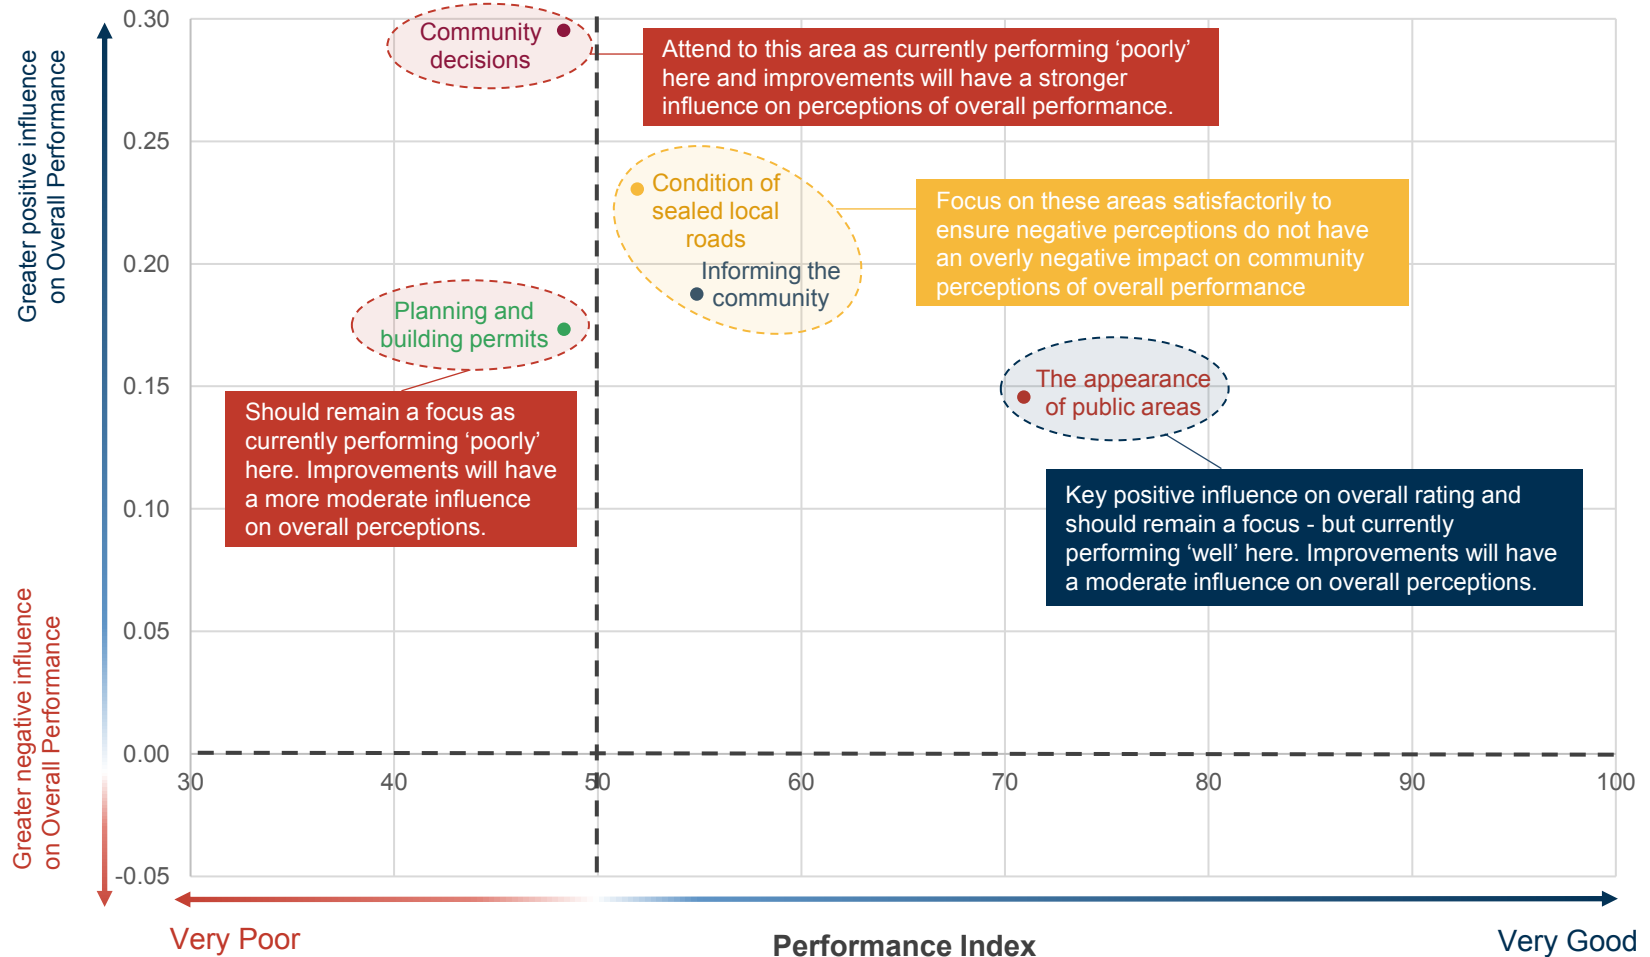 Greater positive influence
on Overall Performance
Greater negative influence
on Overall Performance
0.30
0.25
0.20
0.15
0.10
0.05
0.00
-0.05
30
40
50
60
70
80
90
100
Community
decisions
Attend to this area as currently performing ‘poorly’
here and improvements will have a stronger
influence on perceptions of overall performance.
Condition of
sealed local
roads
Informing the
community
Focus on these areas satisfactorily to
ensure negative perceptions do not have
an overly negative impact on community
perceptions of overall performance
Planning and
building permits
Should remain a focus as
currently performing ‘poorly’
here. Improvements will have
a more moderate influence
on overall perceptions.
The appearance
of public areas
Key positive influence on overall rating and
should remain a focus - but currently
performing ‘well’ here. Improvements will have
a moderate influence on overall perceptions.
Very Poor
Performance Index
Very Good